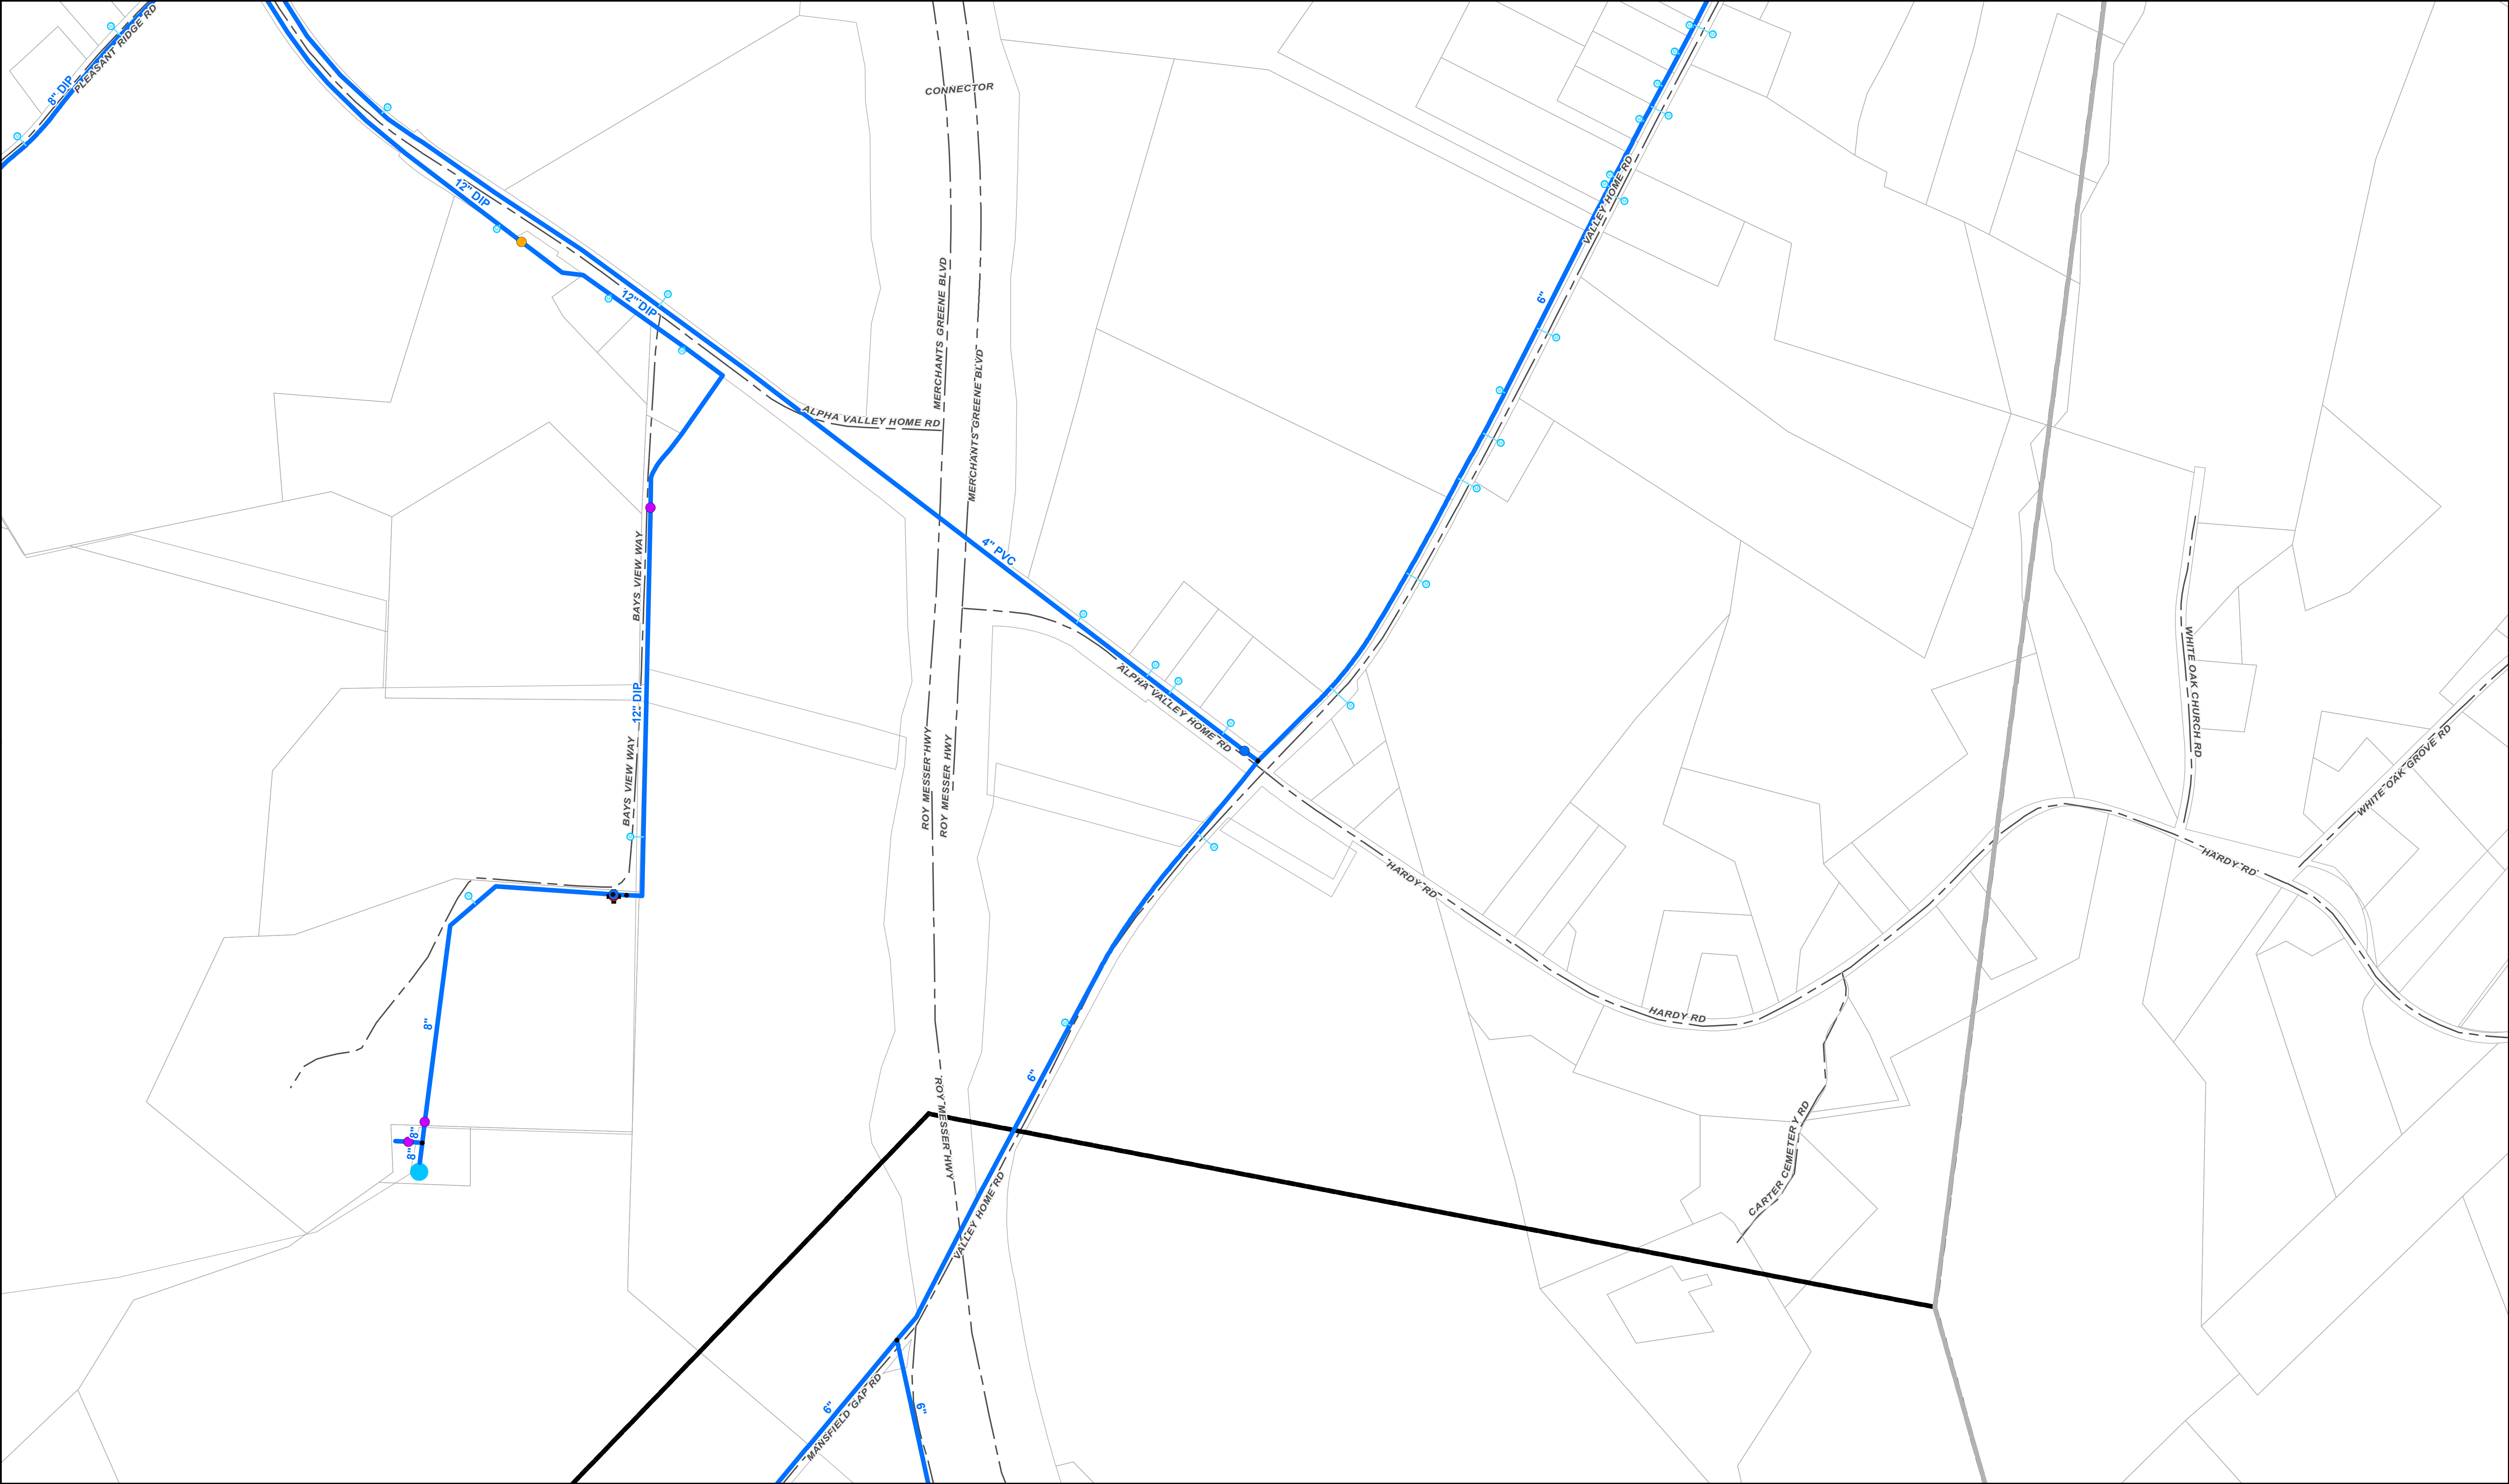 PLEASANT RIDGE RD
8" DIP
CONNECTOR
12" DIP
VALLEY HOME RD
12" DIP
6"
MERCHANTS GREENE BLVD
MERCHANTS GREENE BLVD
ALPHA VALLEY HOME RD
4" PVC
BAYS VIEW WAY
12" DIP
ALPHA VALLEY HOME RD
WHITE OAK CHURCH RD
BAYS VIEW WAY
ROY MESSER HWY
ROY MESSER HWY
WHITE OAK GROVE RD
HARDY RD
HARDY RD
HARDY RD
8"
6"
ROY MESSER HWY
8"
8"
CARTER CEMETERY RD
VALLEY HOME RD
6"
MANSFIELD GAP RD
6"